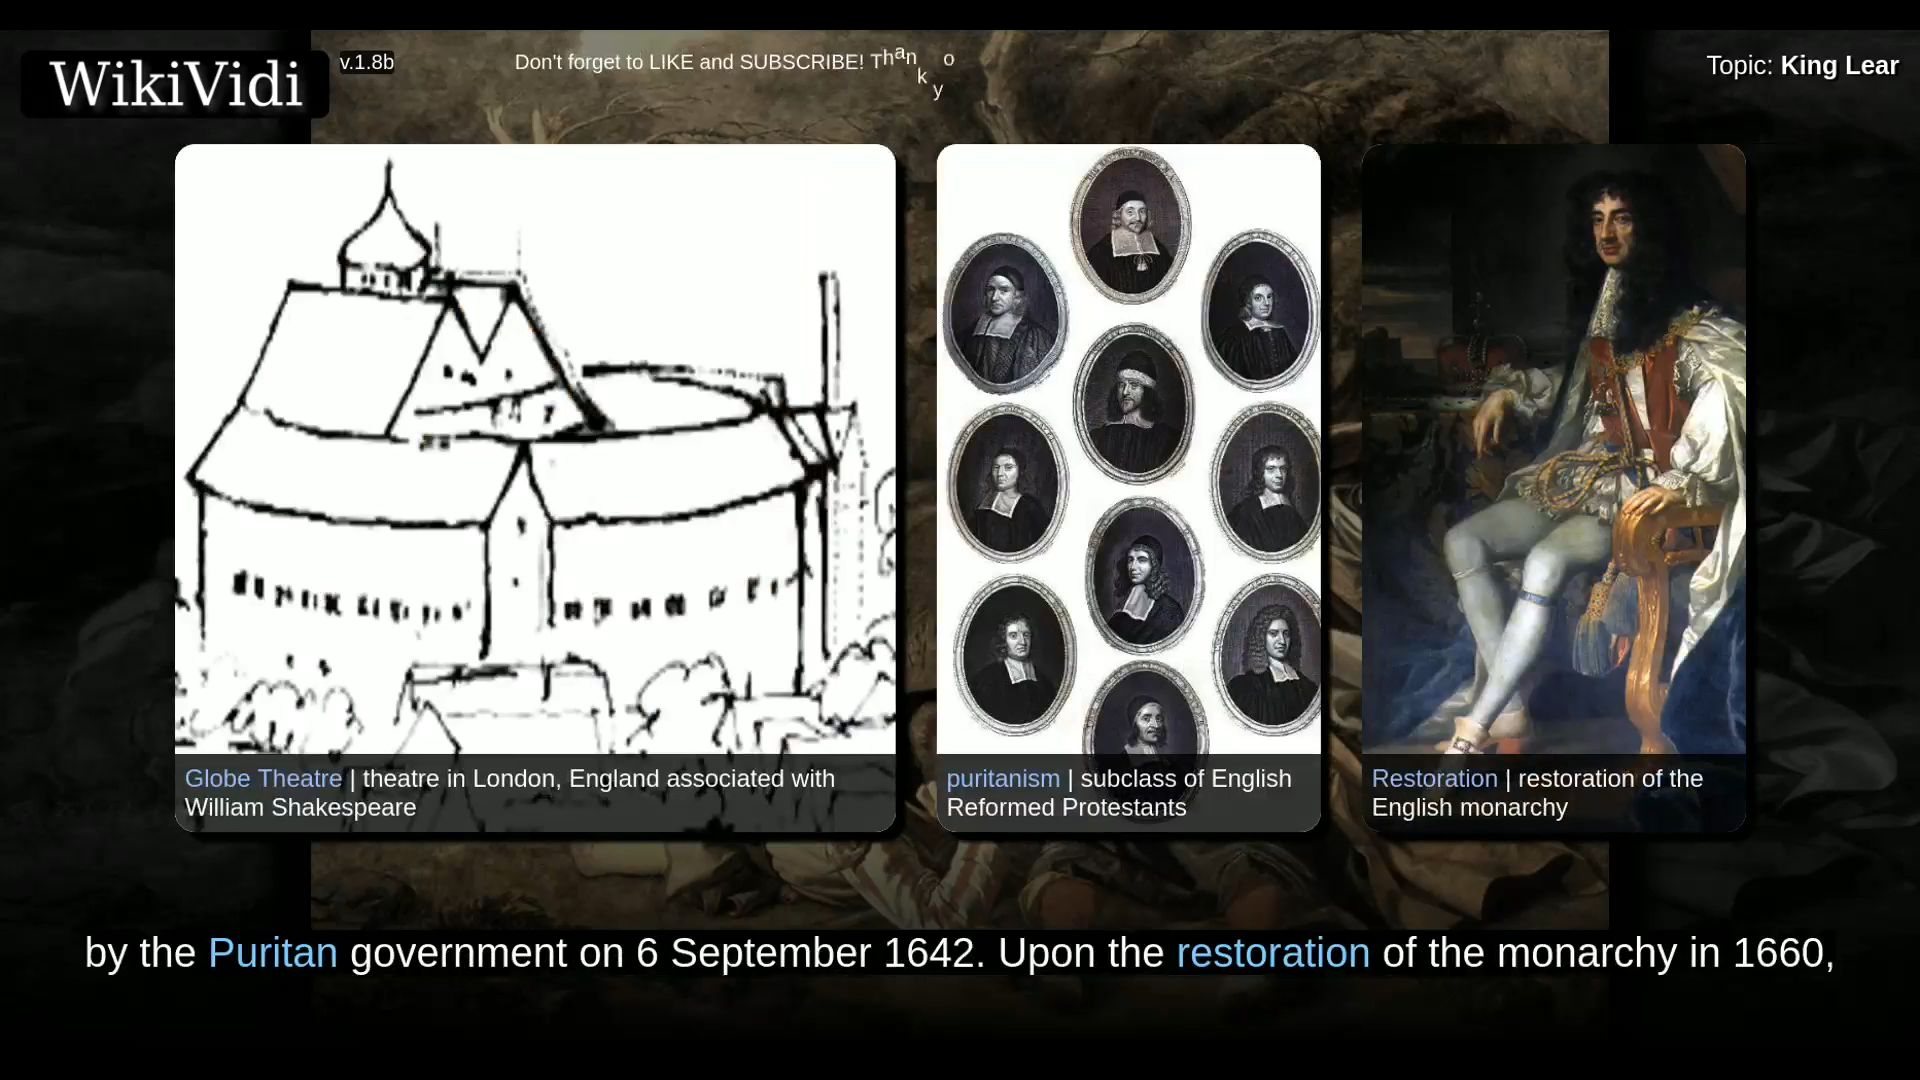 WikiVidi
v.1.8b
Don't forget to LIKE and SUBSCRIBE! Thank yo
Topic: King Lear
Globe Theatre | theatre in London, England associated with
William Shakespeare
puritanism | subclass of English
Reformed Protestants
Restoration | restoration of the
English monarchy
by the Puritan government on 6 September 1642. Upon the restoration of the monarchy in 1660,